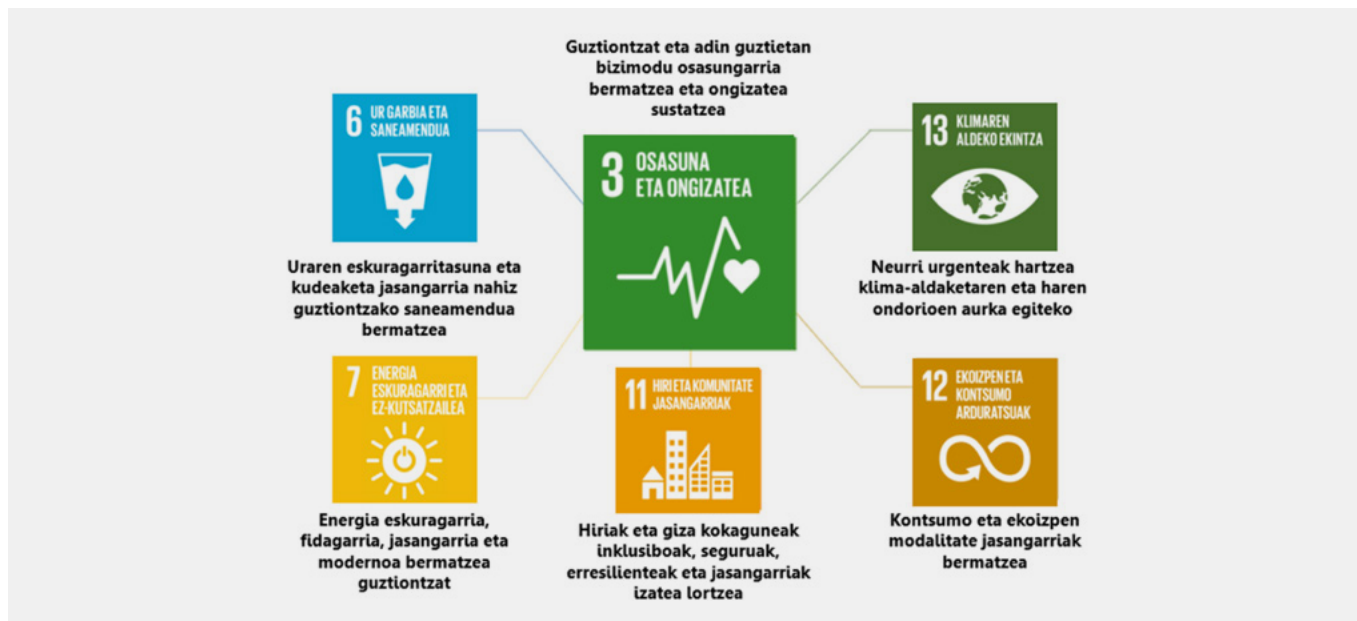 Guztiontzat eta adin guztietan
bizimodu osasungarria
bermatzea eta ongizatea
sustatzea
6 UR GARBIA ETA
SANEAMENDUA
Uraren eskuragarritasuna eta
kudeaketa jasangarria nahiz
guztiontzako saneamendua
bermatzea
3 OSASUNA
ETA ONGIZATEA
13 KLIMAREN
ALDEKO EKINTZA
Neurri urgenteak hartzea
klima-aldaketaren eta haren
ondorioen aurka egiteko
7 ENERGIA
ESKURAGARRI ETA
EZ-KUTSATZAILEA
Energia eskuragarria,
fidagarria, jasangarria eta
modernoa bermatzea
guztiontzat
11 HIRI ETA KOMUNITATE
JASANGARRIAK
Hiriak eta giza kokaguneak
inklusiboak, seguruak,
erresilienteak eta jasangarriak
izatea lortzea
12 EKOIZPEN ETA
KONTSUMO
ARDURATSUAK
Kontsumo eta ekoizpen
modalitate jasangarriak
bermatzea